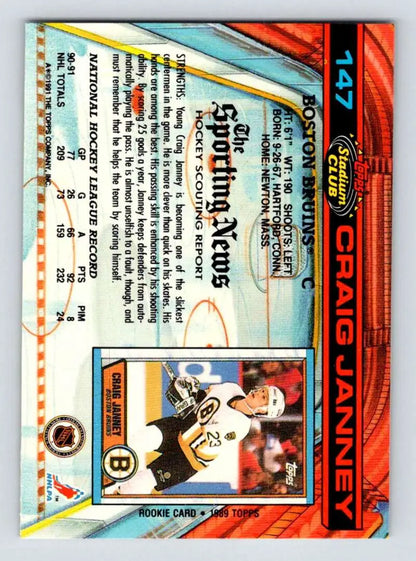 147
TOPPS
Stadium
CLUB
CRAIG JANNEY
BOSTON BRUINS® C
HT: 6'1" WT: 190 SHOOTS: LEFT
BORN: 9-26-67, HARTFORD, CONN.
HOME: NEWTON, MASS.
The
Sporting News
HOCKEY SCOUTING REPORT
STRENGTHS: Young Craig Janney is becoming one of the slickest
centermen in the game. He is more clever than quick on his skates. His
hands are among the best. His passing skill is enhanced by his shooting
ability. By scoring 25 goals a year, Janney keeps defenders from auto-
matically playing the pass. He is almost unselfish to a fault, though, and
must remember that he helps the team by scoring himself.
NATIONAL HOCKEY LEAGUE RECORD
GP G A PTS PIM
90-91 77 26 66 92 8
NHL TOTALS 209 73 159 232 24
A®©1991 THE TOPPS COMPANY, INC.
TOPPS
23
B
CRAIG JANNEY
BOSTON BRUINS
B
ROOKIE CARD • 1989 TOPPS
NHL
NHLPA